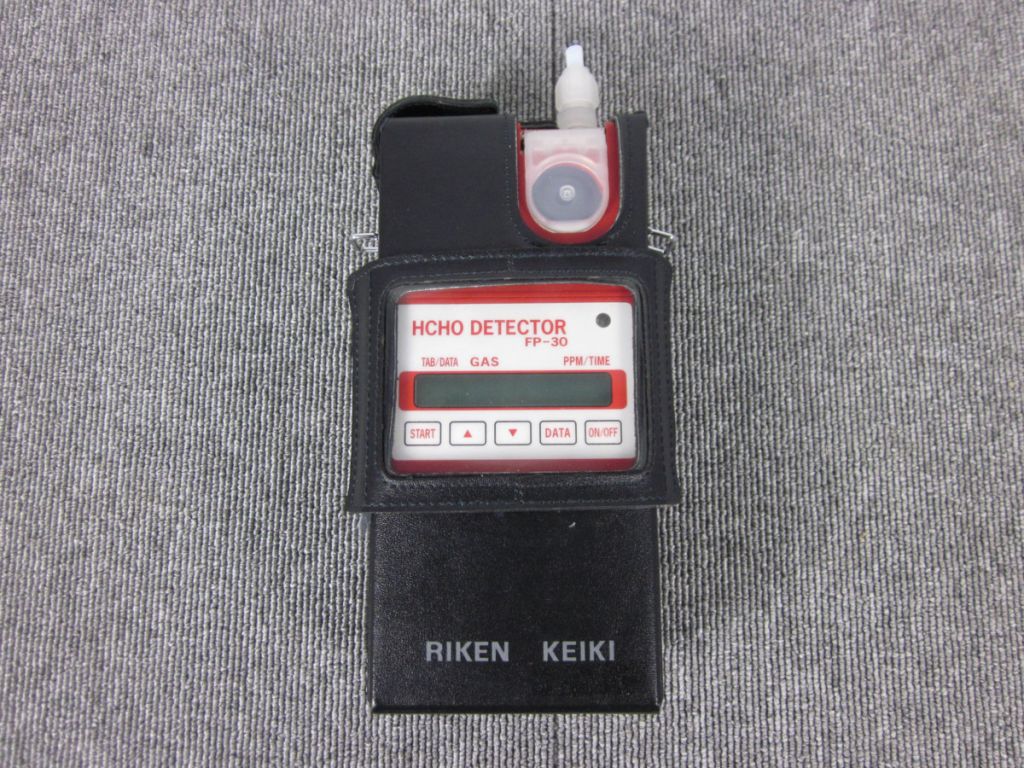 HCHO DETECTOR
FP-30
TAB/DATA GAS PPM/TIME
START ▲ ▼ DATA ON/OFF
RIKEN KEIKI